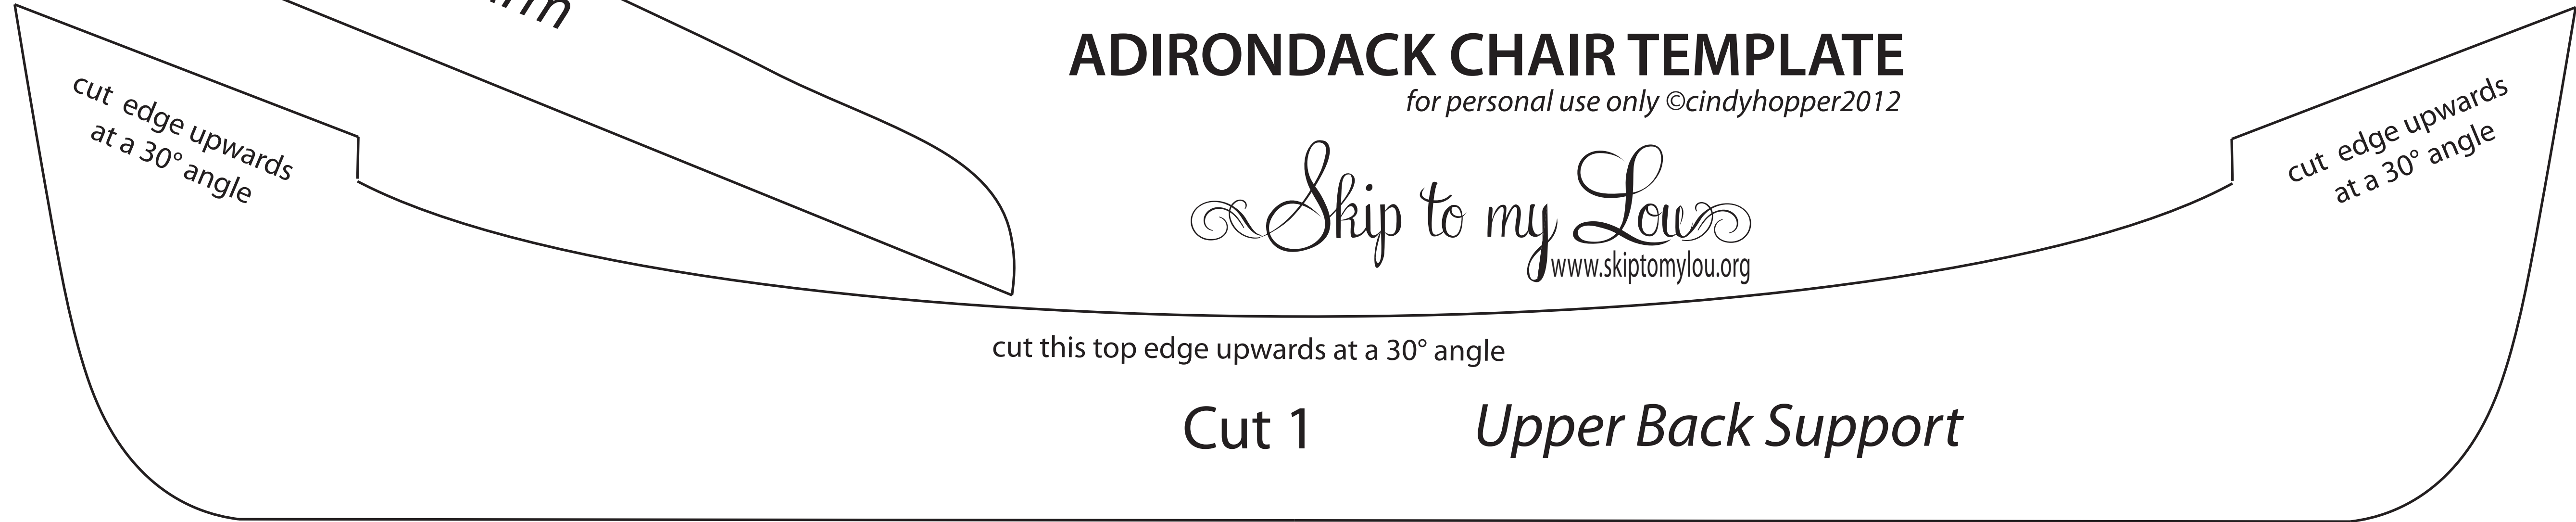 ADIRONDACK CHAIR TEMPLATE
for personal use only ©cindyhopper2012
cut edge upwards
at a 30° angle
cut edge upwards
at a 30° angle
Skip to my Lou
www.skiptomylou.org
cut this top edge upwards at a 30° angle
Cut 1
Upper Back Support